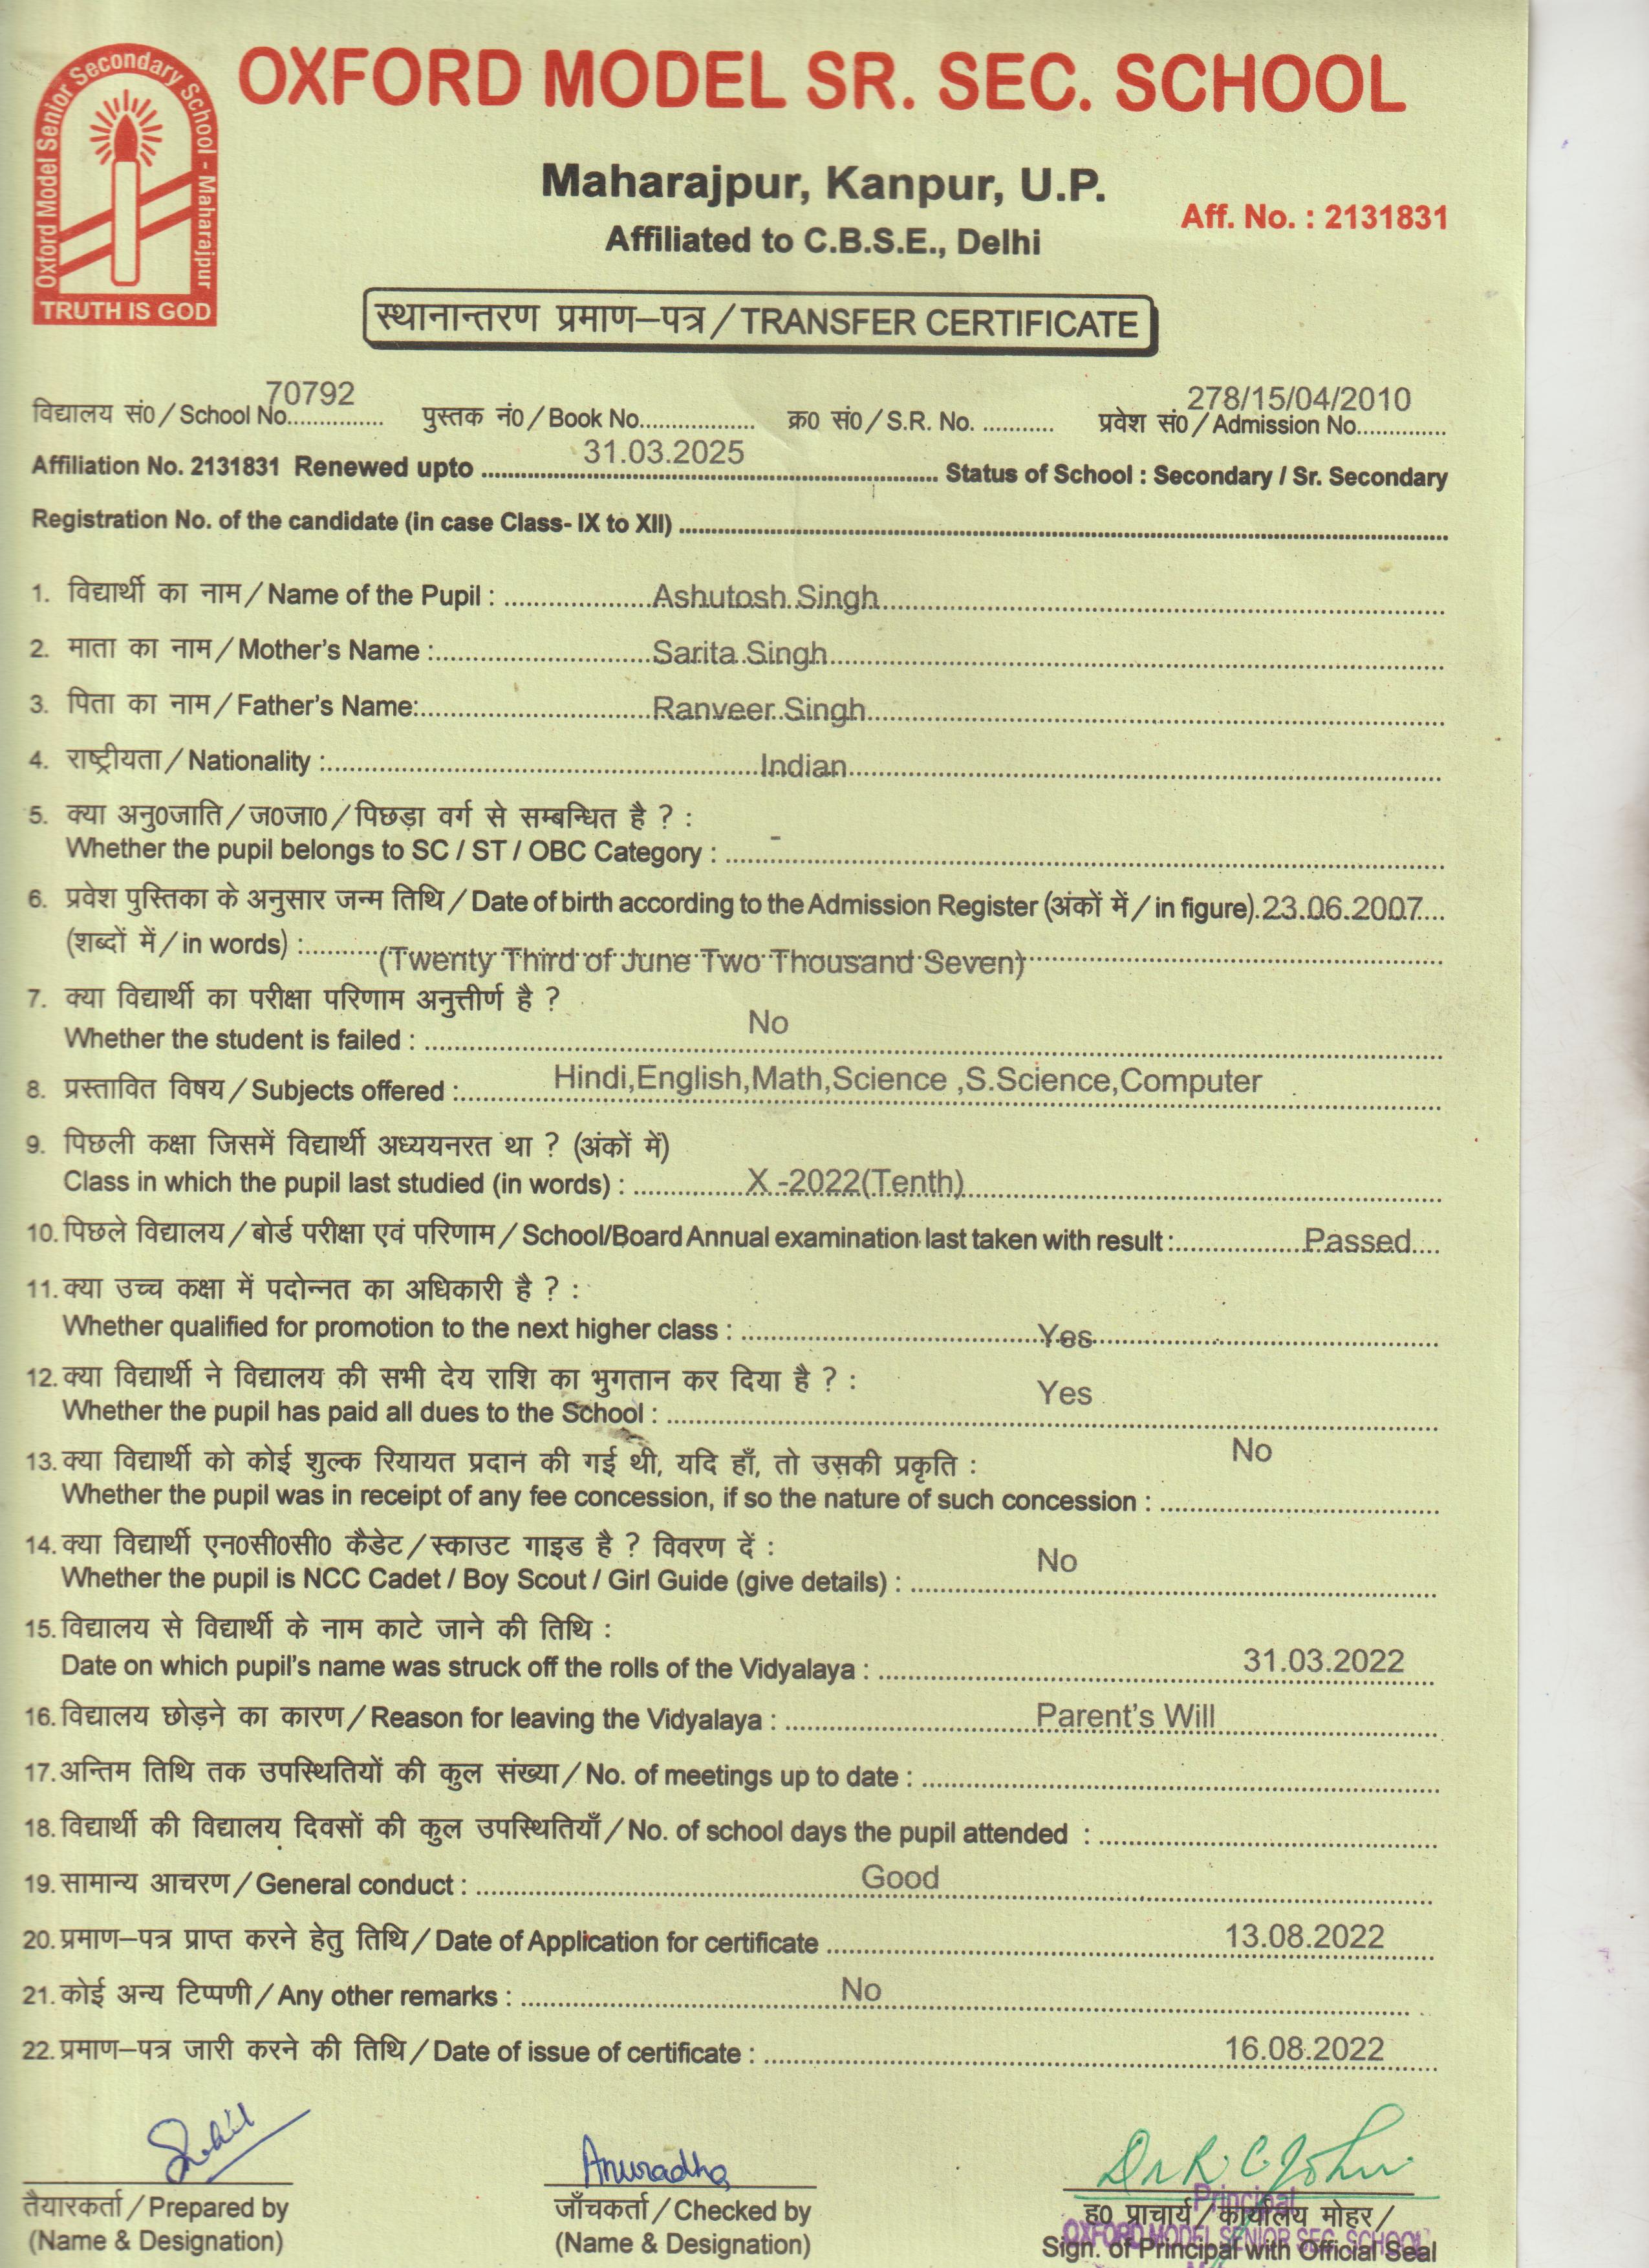 Oxford Model Senior Secondary School - Maharajpur
TRUTH IS GOD
OXFORD MODEL SR. SEC. SCHOOL
Maharajpur, Kanpur, U.P.
Affiliated to C.B.S.E., Delhi
Aff. No. : 2131831
स्थानान्तरण प्रमाण–पत्र / TRANSFER CERTIFICATE
विद्यालय सं0 / School No. 70792 पुस्तक नं0 / Book No. क्र0 सं0 / S.R. No. प्रवेश सं0 / Admission No. 278/15/04/2010
Affiliation No. 2131831 Renewed upto 31.03.2025 Status of School : Secondary / Sr. Secondary
Registration No. of the candidate (in case Class- IX to XII)
1. विद्यार्थी का नाम / Name of the Pupil : Ashutosh Singh
2. माता का नाम / Mother's Name : Sarita Singh
3. पिता का नाम / Father's Name: Ranveer Singh
4. राष्ट्रीयता / Nationality : Indian
5. क्या अनु0जाति / ज0जा0 / पिछड़ा वर्ग से सम्बन्धित है ? :
Whether the pupil belongs to SC / ST / OBC Category : -
6. प्रवेश पुस्तिका के अनुसार जन्म तिथि / Date of birth according to the Admission Register (अंकों में / in figure) 23.06.2007
(शब्दों में / in words) : (Twenty Third of June Two Thousand Seven)
7. क्या विद्यार्थी का परीक्षा परिणाम अनुत्तीर्ण है ?
Whether the student is failed : No
8. प्रस्तावित विषय / Subjects offered : Hindi,English,Math,Science ,S.Science,Computer
9. पिछली कक्षा जिसमें विद्यार्थी अध्ययनरत था ? (अंकों में)
Class in which the pupil last studied (in words) : X -2022(Tenth)
10. पिछले विद्यालय / बोर्ड परीक्षा एवं परिणाम / School/Board Annual examination last taken with result : Passed
11. क्या उच्च कक्षा में पदोन्नत का अधिकारी है ? :
Whether qualified for promotion to the next higher class : Yes
12. क्या विद्यार्थी ने विद्यालय की सभी देय राशि का भुगतान कर दिया है ? :
Whether the pupil has paid all dues to the School : Yes
13. क्या विद्यार्थी को कोई शुल्क रियायत प्रदान की गई थी, यदि हाँ, तो उसकी प्रकृति :
Whether the pupil was in receipt of any fee concession, if so the nature of such concession : No
14. क्या विद्यार्थी एन0सी0सी0 कैडेट / स्काउट गाइड है ? विवरण दें :
Whether the pupil is NCC Cadet / Boy Scout / Girl Guide (give details) : No
15. विद्यालय से विद्यार्थी के नाम काटे जाने की तिथि :
Date on which pupil's name was struck off the rolls of the Vidyalaya : 31.03.2022
16. विद्यालय छोड़ने का कारण / Reason for leaving the Vidyalaya : Parent's Will
17. अन्तिम तिथि तक उपस्थितियों की कुल संख्या / No. of meetings up to date :
18. विद्यार्थी की विद्यालय दिवसों की कुल उपस्थितियाँ / No. of school days the pupil attended :
19. सामान्य आचरण / General conduct : Good
20. प्रमाण–पत्र प्राप्त करने हेतु तिथि / Date of Application for certificate 13.08.2022
21. कोई अन्य टिप्पणी / Any other remarks : No
22. प्रमाण–पत्र जारी करने की तिथि / Date of issue of certificate : 16.08.2022
Anuradha Dr R. C. John
तैयारकर्ता / Prepared by जाँचकर्ता / Checked by ह0 प्राचार्य / कार्यालय मोहर /
Principal
OXFORD MODEL SENIOR SEC. SCHOOL
(Name & Designation) (Name & Designation) Sign. of Principal with Official Seal